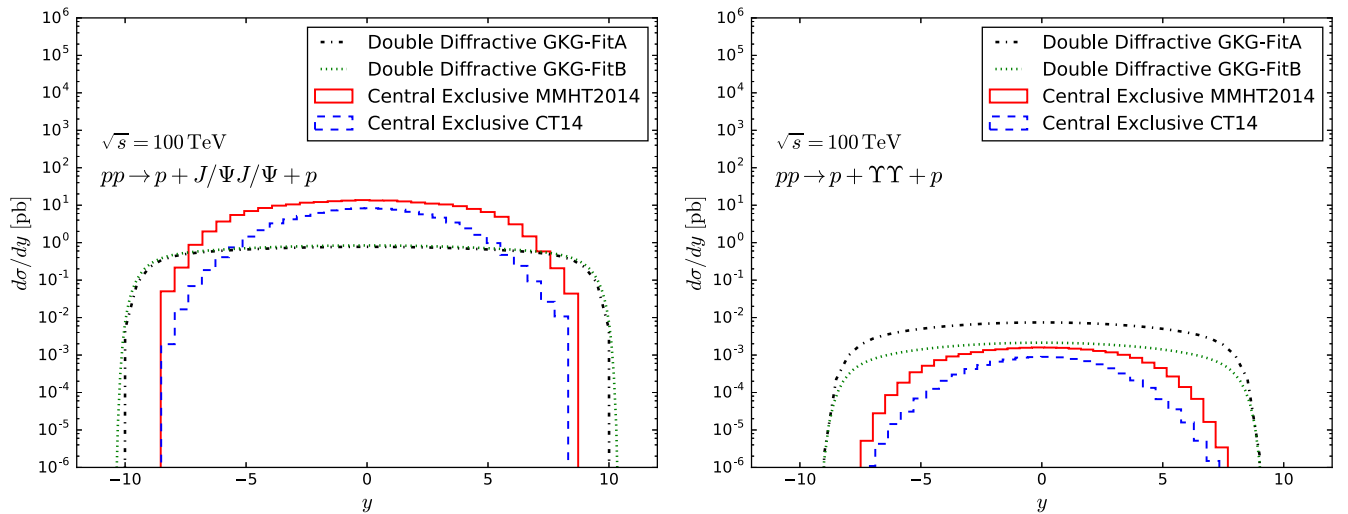 Double Diffractive GKG-FitA
Double Diffractive GKG-FitB
Central Exclusive MMHT2014
Central Exclusive CT14
√s = 100 TeV
pp → p + J/ΨJ/Ψ + p
dσ/dy [pb]
10^6
10^5
10^4
10^3
10^2
10^1
10^0
10^-1
10^-2
10^-3
10^-4
10^-5
10^-6
−10 −5 0 5 10
y
Double Diffractive GKG-FitA
Double Diffractive GKG-FitB
Central Exclusive MMHT2014
Central Exclusive CT14
√s = 100 TeV
pp → p + ΥΥ + p
dσ/dy [pb]
10^6
10^5
10^4
10^3
10^2
10^1
10^0
10^-1
10^-2
10^-3
10^-4
10^-5
10^-6
−10 −5 0 5 10
y